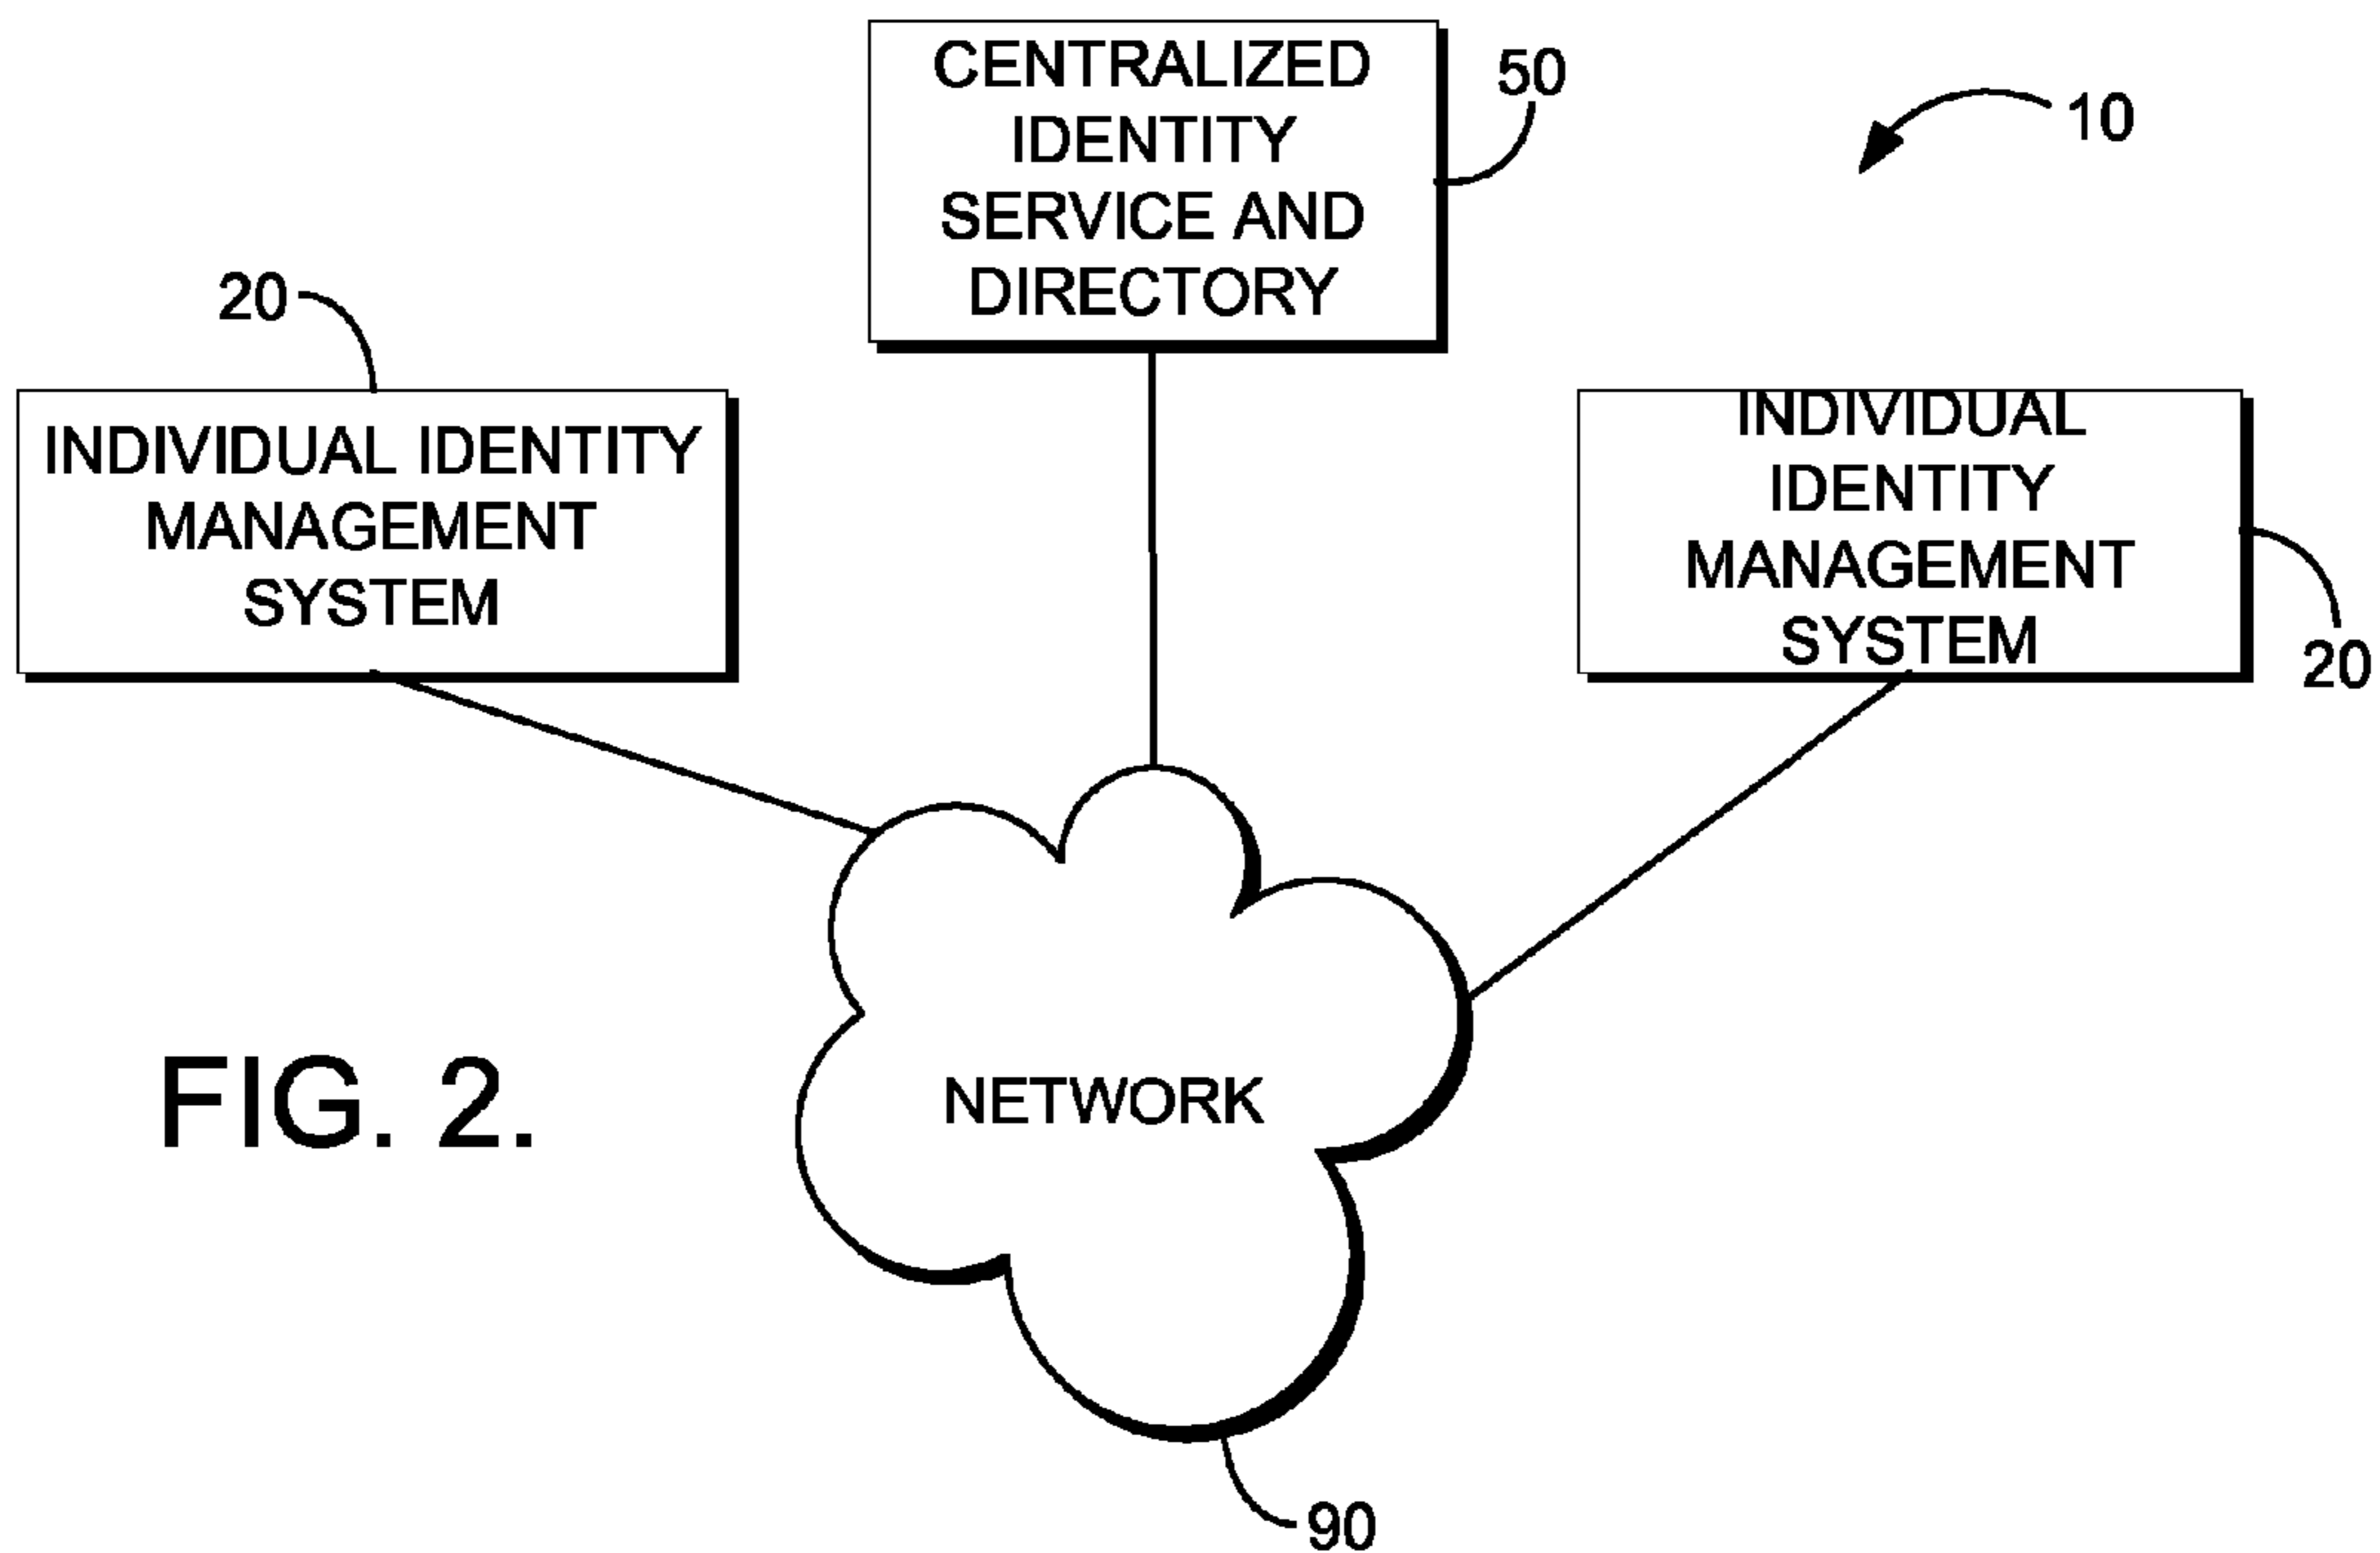 CENTRALIZED
IDENTITY
SERVICE AND
DIRECTORY
50
10
20
INDIVIDUAL IDENTITY
MANAGEMENT
SYSTEM
INDIVIDUAL
IDENTITY
MANAGEMENT
SYSTEM
20
NETWORK
FIG. 2.
90